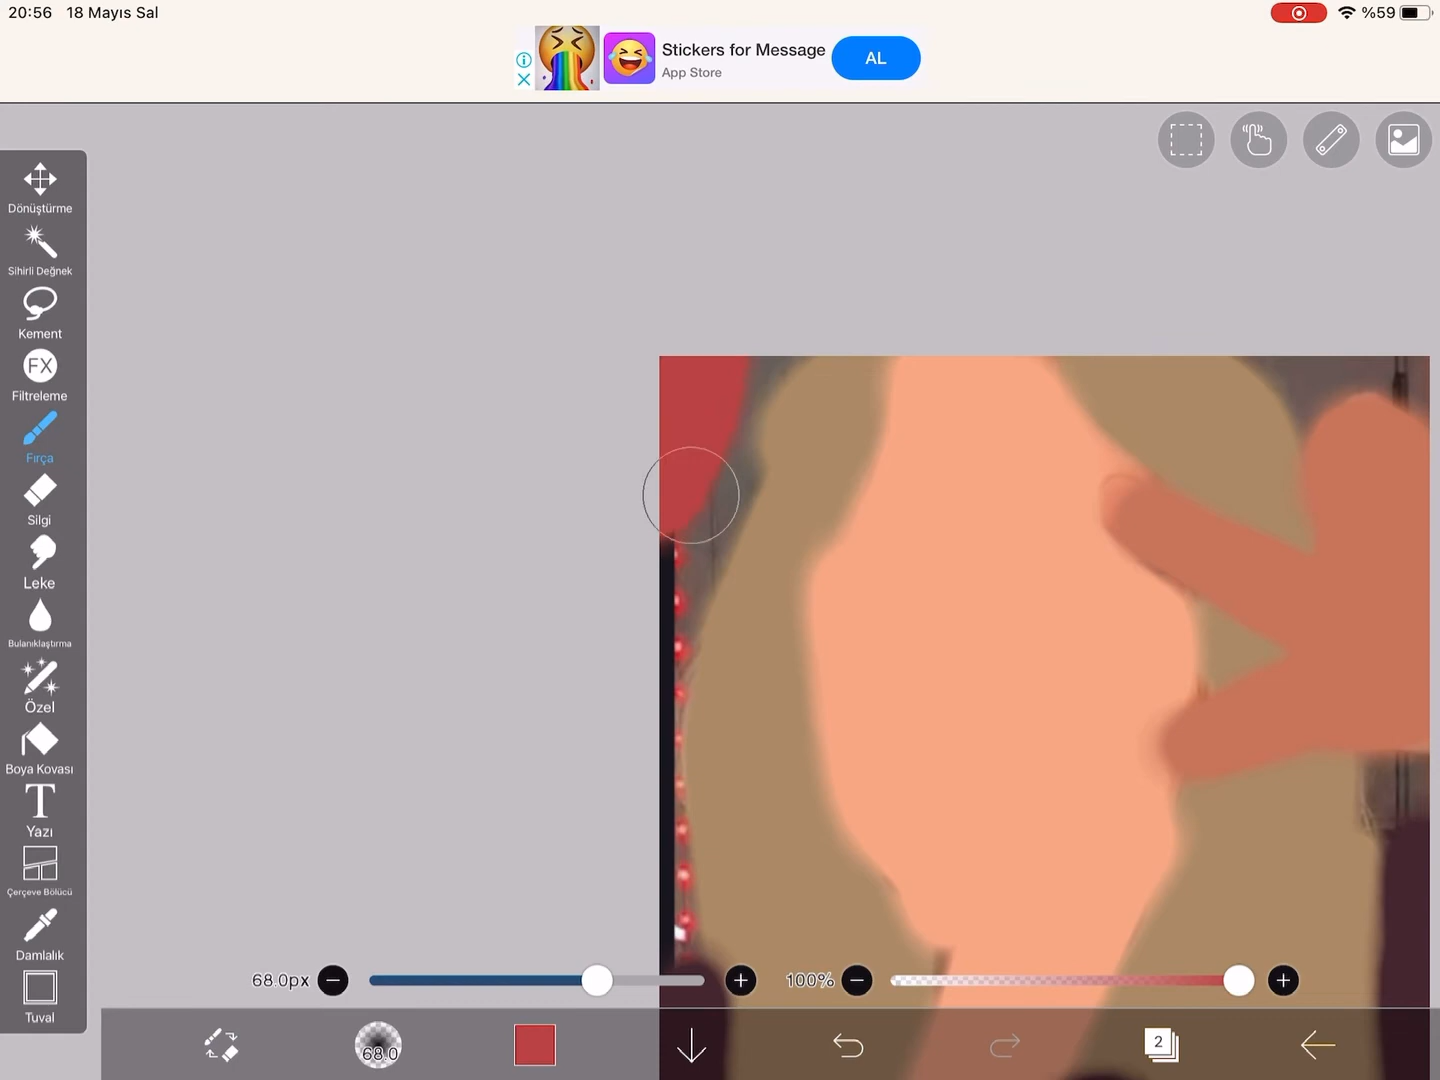 20:56 18 Mayıs Sal
%59
Stickers for Message
App Store
AL
Dönüştürme
Sihirli Değnek
Kement
FX
Filtreleme
Fırça
Silgi
Leke
Bulanıklaştırma
Özel
Boya Kovası
T
Yazı
Çerçeve Bölücü
Damlalık
Tuval
68.0px
100%
68.0
2